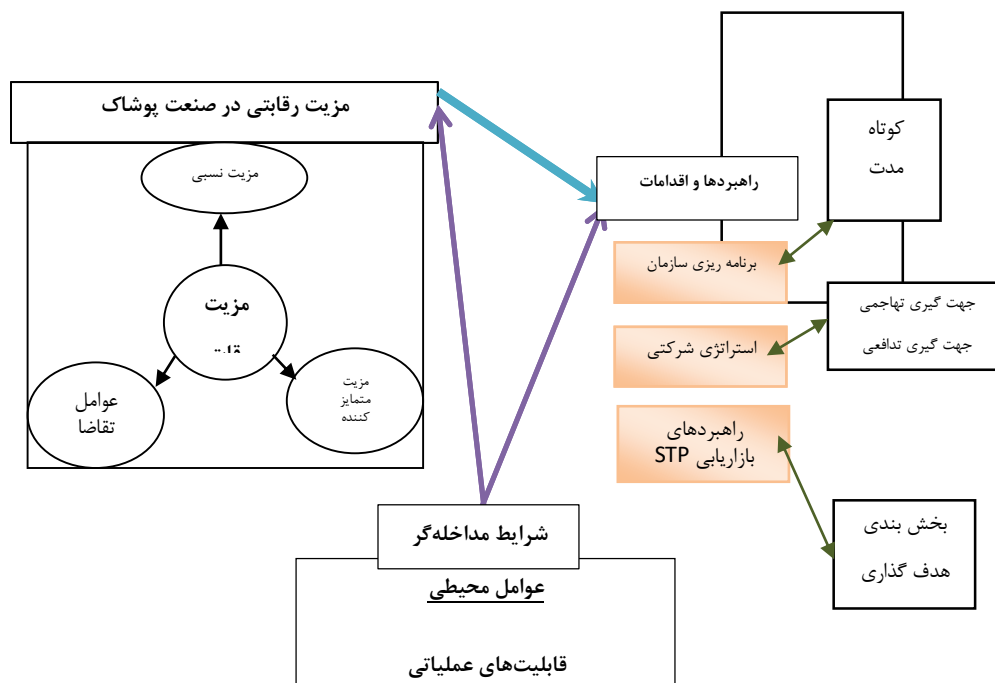 مزیت رقابتی در صنعت پوشاک
مزیت نسبی
مزیت
عوامل
تقاضا
مزیت
متمایز
کننده
راهبردها و اقدامات
کوتاه
مدت
برنامه ریزی سازمان
جهت گیری تهاجمی
جهت گیری تدافعی
استراتژی شرکتی
راهبردهای
بازاریابی STP
بخش بندی
هدف گذاری
شرایط مداخله‌گر
عوامل محیطی
قابلیت‌های عملیاتی